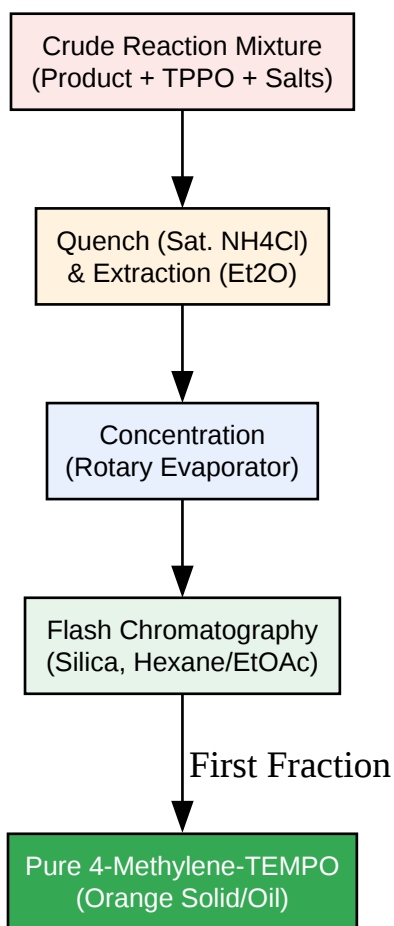 Crude Reaction Mixture
(Product + TPPO + Salts)
Quench (Sat. NH4Cl)
& Extraction (Et2O)
Concentration
(Rotary Evaporator)
Flash Chromatography
(Silica, Hexane/EtOAc)
First Fraction
Pure 4-Methylene-TEMPO
(Orange Solid/Oil)